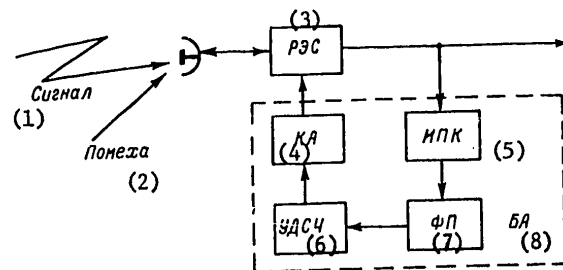 (3)
РЭС
Сигнал
(1)
Помеха
(2)
КА
(4)
ИПК
(5)
УДСЧ
(6)
ФП
(7)
БА
(8)